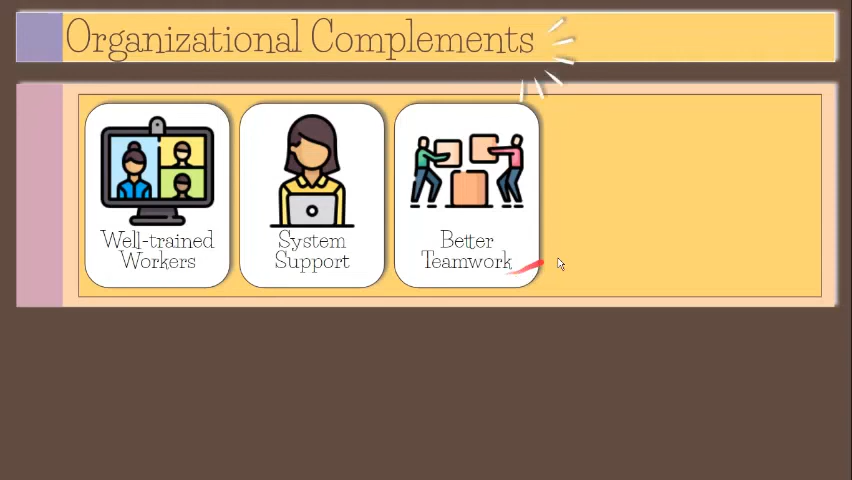 Organizational Complements
Well-trained
Workers
System
Support
Better
Teamwork